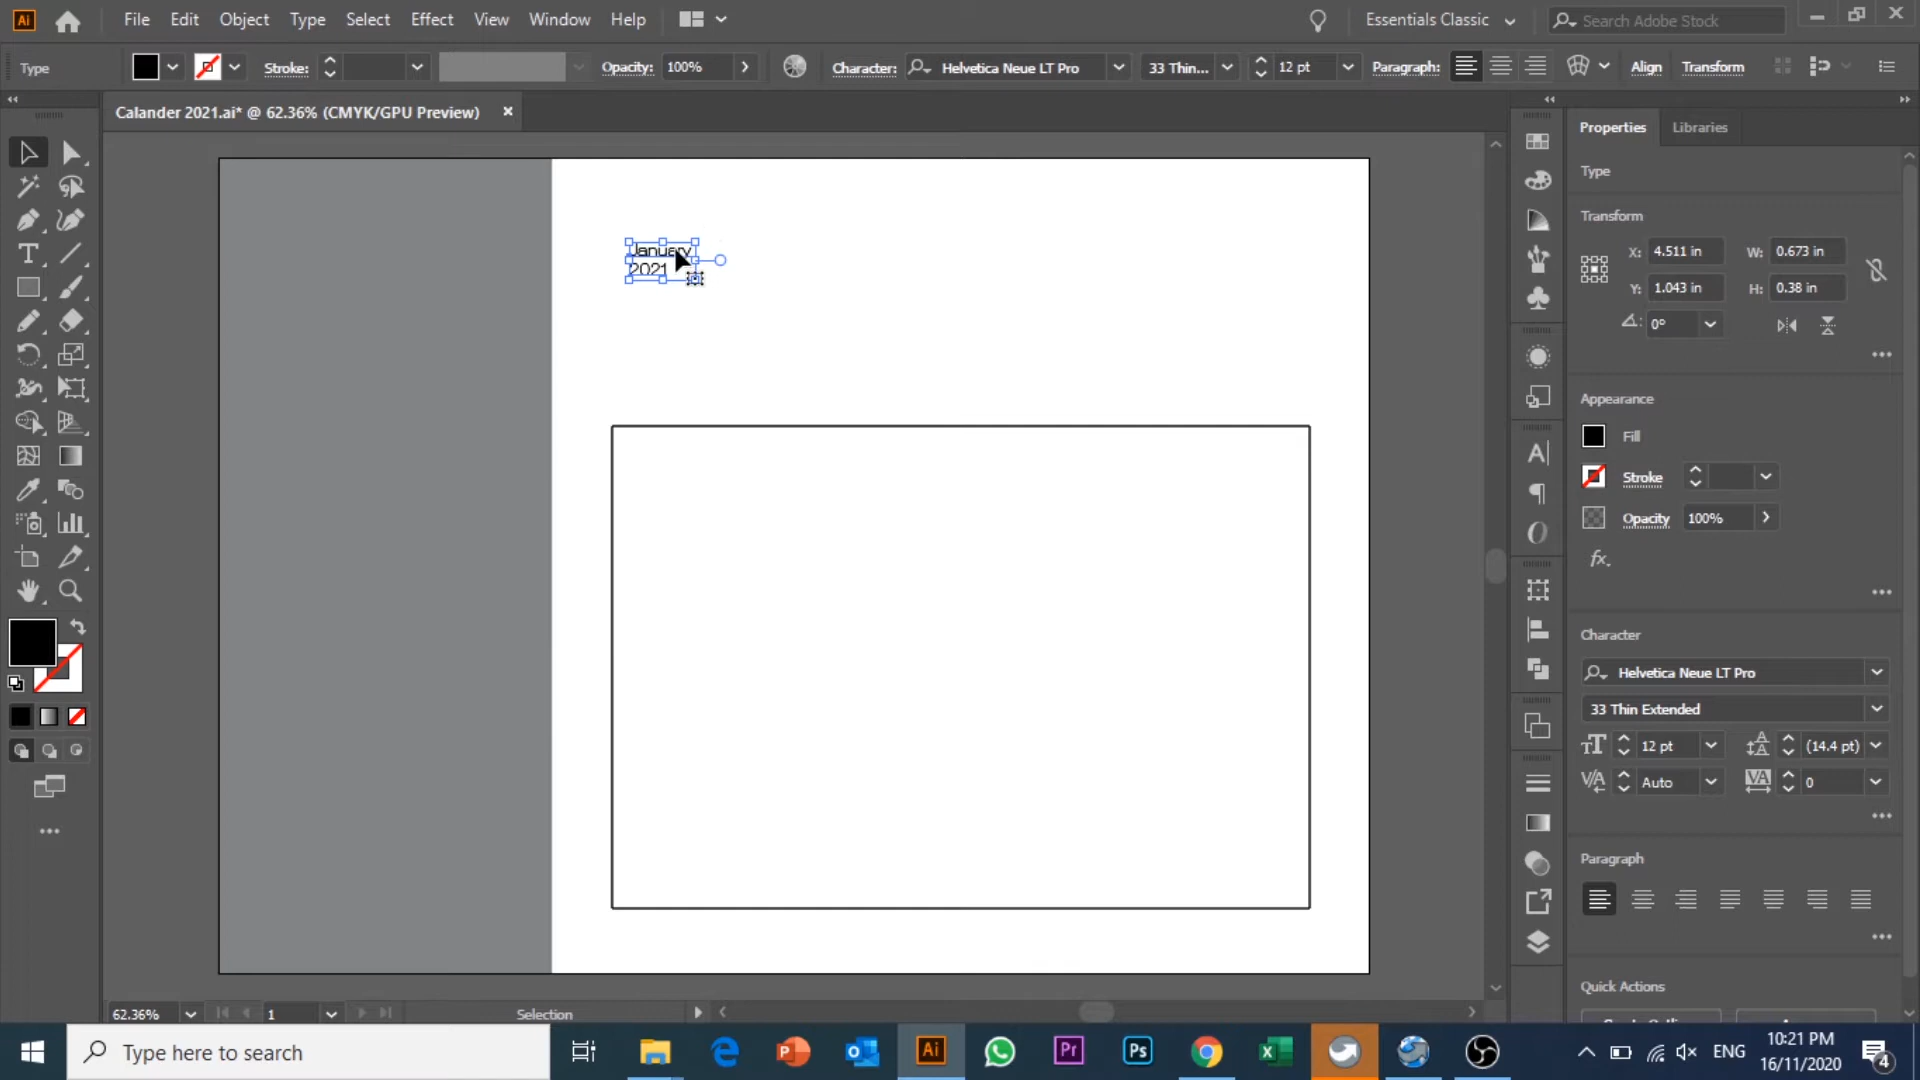 Ai File Edit Object Type Select Effect View Window Help Essentials Classic Search Adobe Stock
Type Stroke: Opacity: 100% Character: Helvetica Neue LT Pro 33 Thin... 12 pt Paragraph: Align Transform
Calander 2021.ai* @ 62.36% (CMYK/GPU Preview)
Properties Libraries
Type
Transform
X: 4.511 in W: 0.673 in
Y: 1.043 in H: 0.38 in
0°
January
2021
Appearance
Fill
Stroke
Opacity 100%
fx.
Character
Helvetica Neue LT Pro
33 Thin Extended
12 pt (14.4 pt)
Auto 0
Paragraph
Quick Actions
62.36% 1 Selection
Type here to search
Ai Pr Ps
ENG
10:21 PM
16/11/2020
4